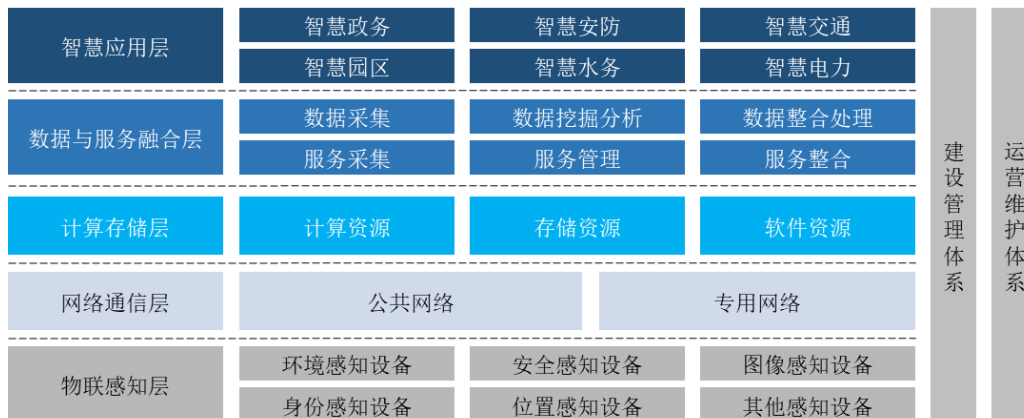 智慧应用层
智慧政务
智慧安防
智慧交通
智慧园区
智慧水务
智慧电力
数据与服务融合层
数据采集
数据挖掘分析
数据整合处理
服务采集
服务管理
服务整合
计算存储层
计算资源
存储资源
软件资源
网络通信层
公共网络
专用网络
物联感知层
环境感知设备
安全感知设备
图像感知设备
身份感知设备
位置感知设备
其他感知设备
建设管理体系
运营维护体系